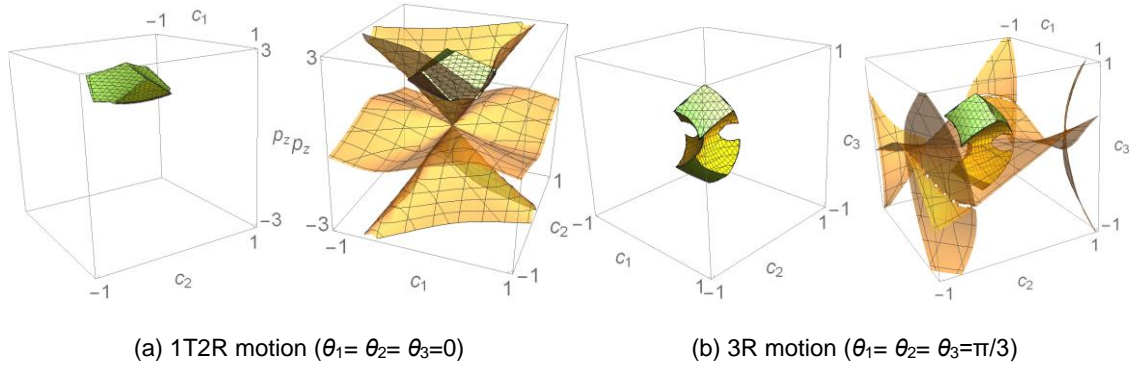 −1 c₁ 1 3
p_z
−3
1
c₂
−1
3
p_z
−3
−1
c₁
1 −1
c₂
1
1
−1
c₂
1 −1
c₁
−1
−1 c₁ 1
1
c₃
−1
1
c₂
−1
c₃
(a) 1T2R motion (θ₁= θ₂= θ₃=0)
(b) 3R motion (θ₁= θ₂= θ₃=π/3)